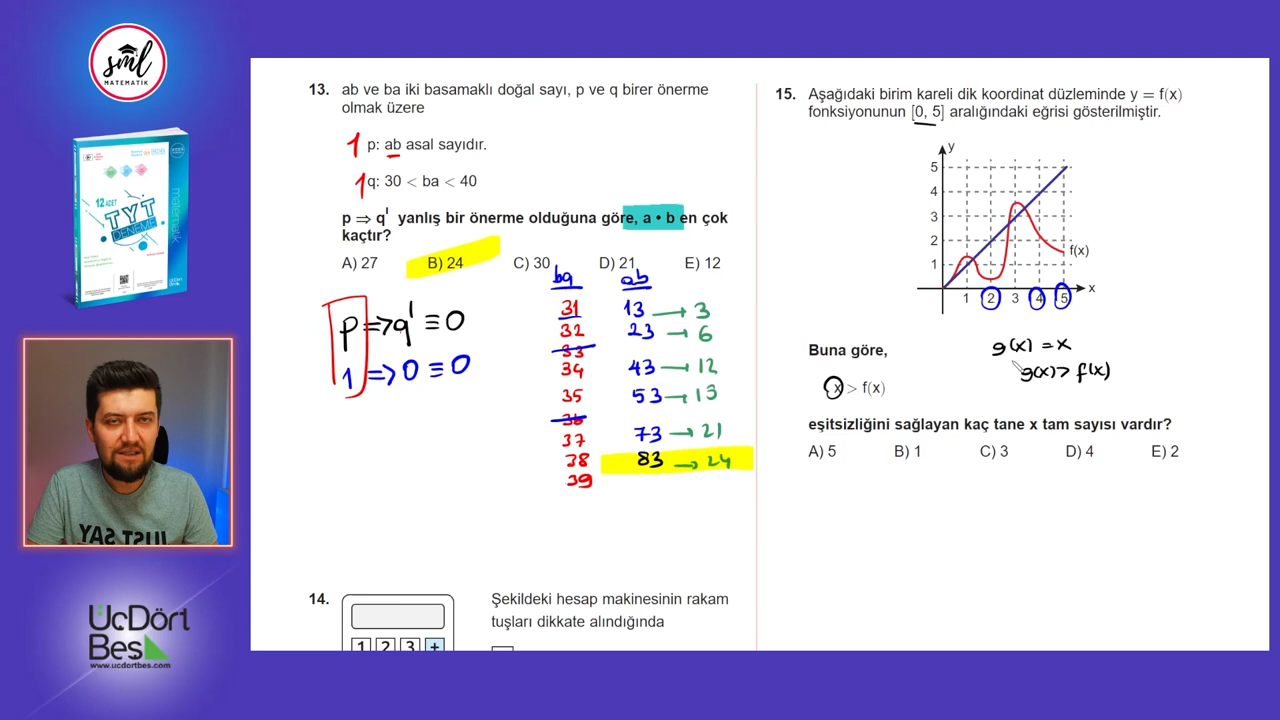 sml
MATEMATİK
12 ADET
TYT
DENEME
matematik
UcDört
Bes
www.ucdortbes.com
13. ab ve ba iki basamaklı doğal sayı, p ve q birer önerme
olmak üzere
1 p: ab asal sayıdır.
1 q: 30 < ba < 40
p ⇒ q' yanlış bir önerme olduğuna göre, a • b en çok
kaçtır?
A) 27 B) 24 C) 30 D) 21 E) 12
p ⇒ q' ≡ 0
1 ⇒ 0 ≡ 0
ba ab
31 13 → 3
32 23 → 6
33
34 43 → 12
35 53 → 13
36
37 73 → 21
38 83 → 24
39
14. Şekildeki hesap makinesinin rakam
tuşları dikkate alındığında
1 2 3 +
15. Aşağıdaki birim kareli dik koordinat düzleminde y = f(x)
fonksiyonunun [0, 5] aralığındaki eğrisi gösterilmiştir.
y
5
4
3
2
1
f(x)
1 2 3 4 5 x
Buna göre,
x > f(x)
g(x) = x
g(x) > f(x)
eşitsizliğini sağlayan kaç tane x tam sayısı vardır?
A) 5 B) 1 C) 3 D) 4 E) 2